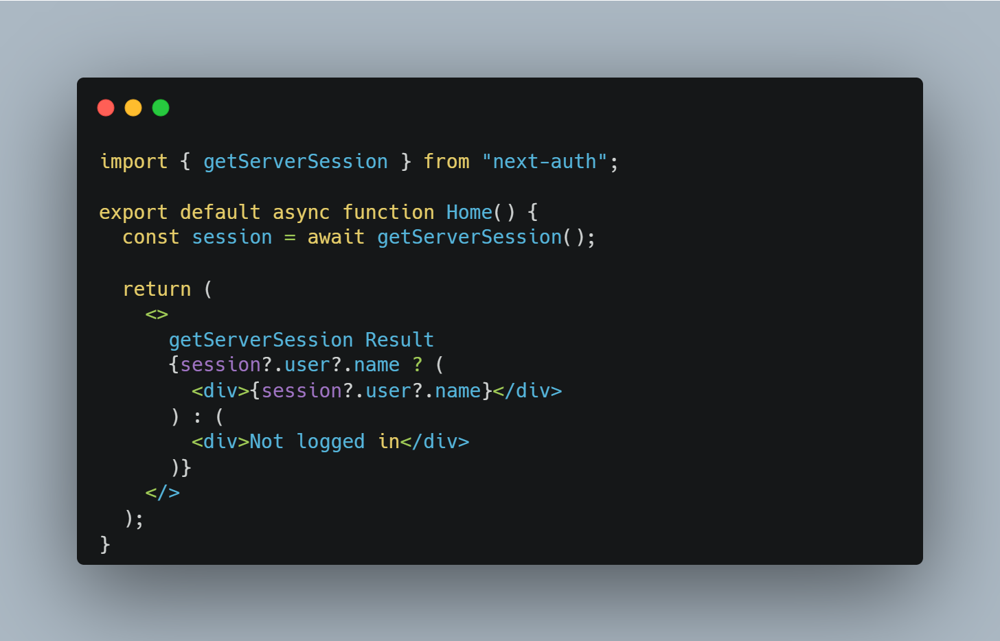 import { getServerSession } from "next-auth";

export default async function Home() {
  const session = await getServerSession();

  return (
    <>
      getServerSession Result
      {session?.user?.name ? (
        <div>{session?.user?.name}</div>
      ) : (
        <div>Not logged in</div>
      )}
    </>
  );
}